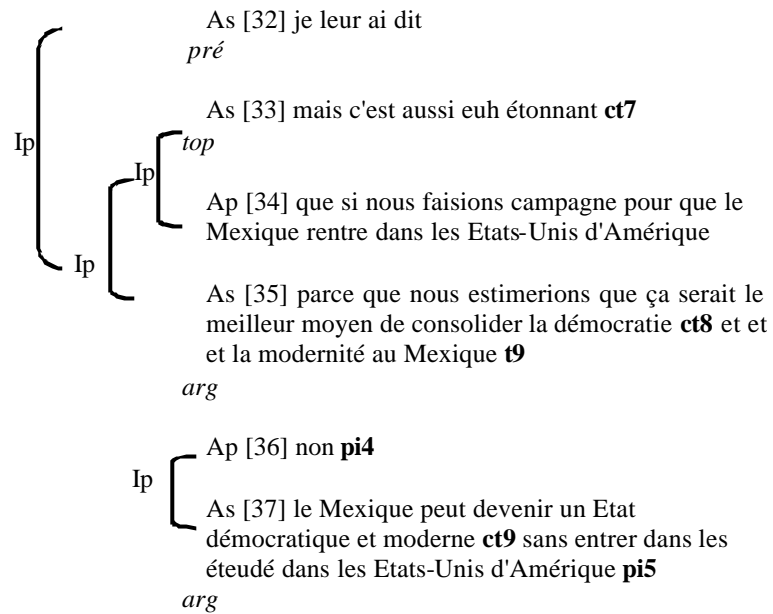 As [32] je leur ai dit
pré
As [33] mais c'est aussi euh étonnant ct7
Ip
top
Ip
Ap [34] que si nous faisions campagne pour que le
Mexique rentre dans les Etats-Unis d'Amérique
Ip
As [35] parce que nous estimerions que ça serait le
meilleur moyen de consolider la démocratie ct8 et et
et la modernité au Mexique t9
arg
Ap [36] non pi4
Ip
As [37] le Mexique peut devenir un Etat
démocratique et moderne ct9 sans entrer dans les
éteudé dans les Etats-Unis d'Amérique pi5
arg